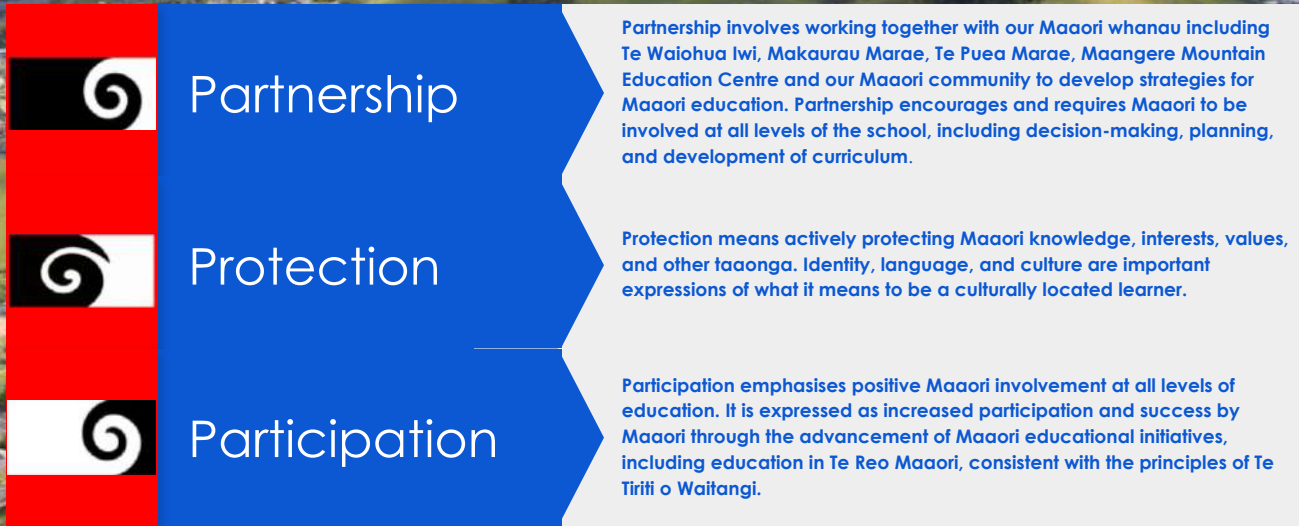 Partnership
Partnership involves working together with our Maaori whanau including
Te Waiohua Iwi, Makaurau Marae, Te Puea Marae, Maangere Mountain
Education Centre and our Maaori community to develop strategies for
Maaori education. Partnership encourages and requires Maaori to be
involved at all levels of the school, including decision-making, planning,
and development of curriculum.
Protection
Protection means actively protecting Maaori knowledge, interests, values,
and other taaonga. Identity, language, and culture are important
expressions of what it means to be a culturally located learner.
Participation
Participation emphasises positive Maaori involvement at all levels of
education. It is expressed as increased participation and success by
Maaori through the advancement of Maaori educational initiatives,
including education in Te Reo Maaori, consistent with the principles of Te
Tiriti o Waitangi.